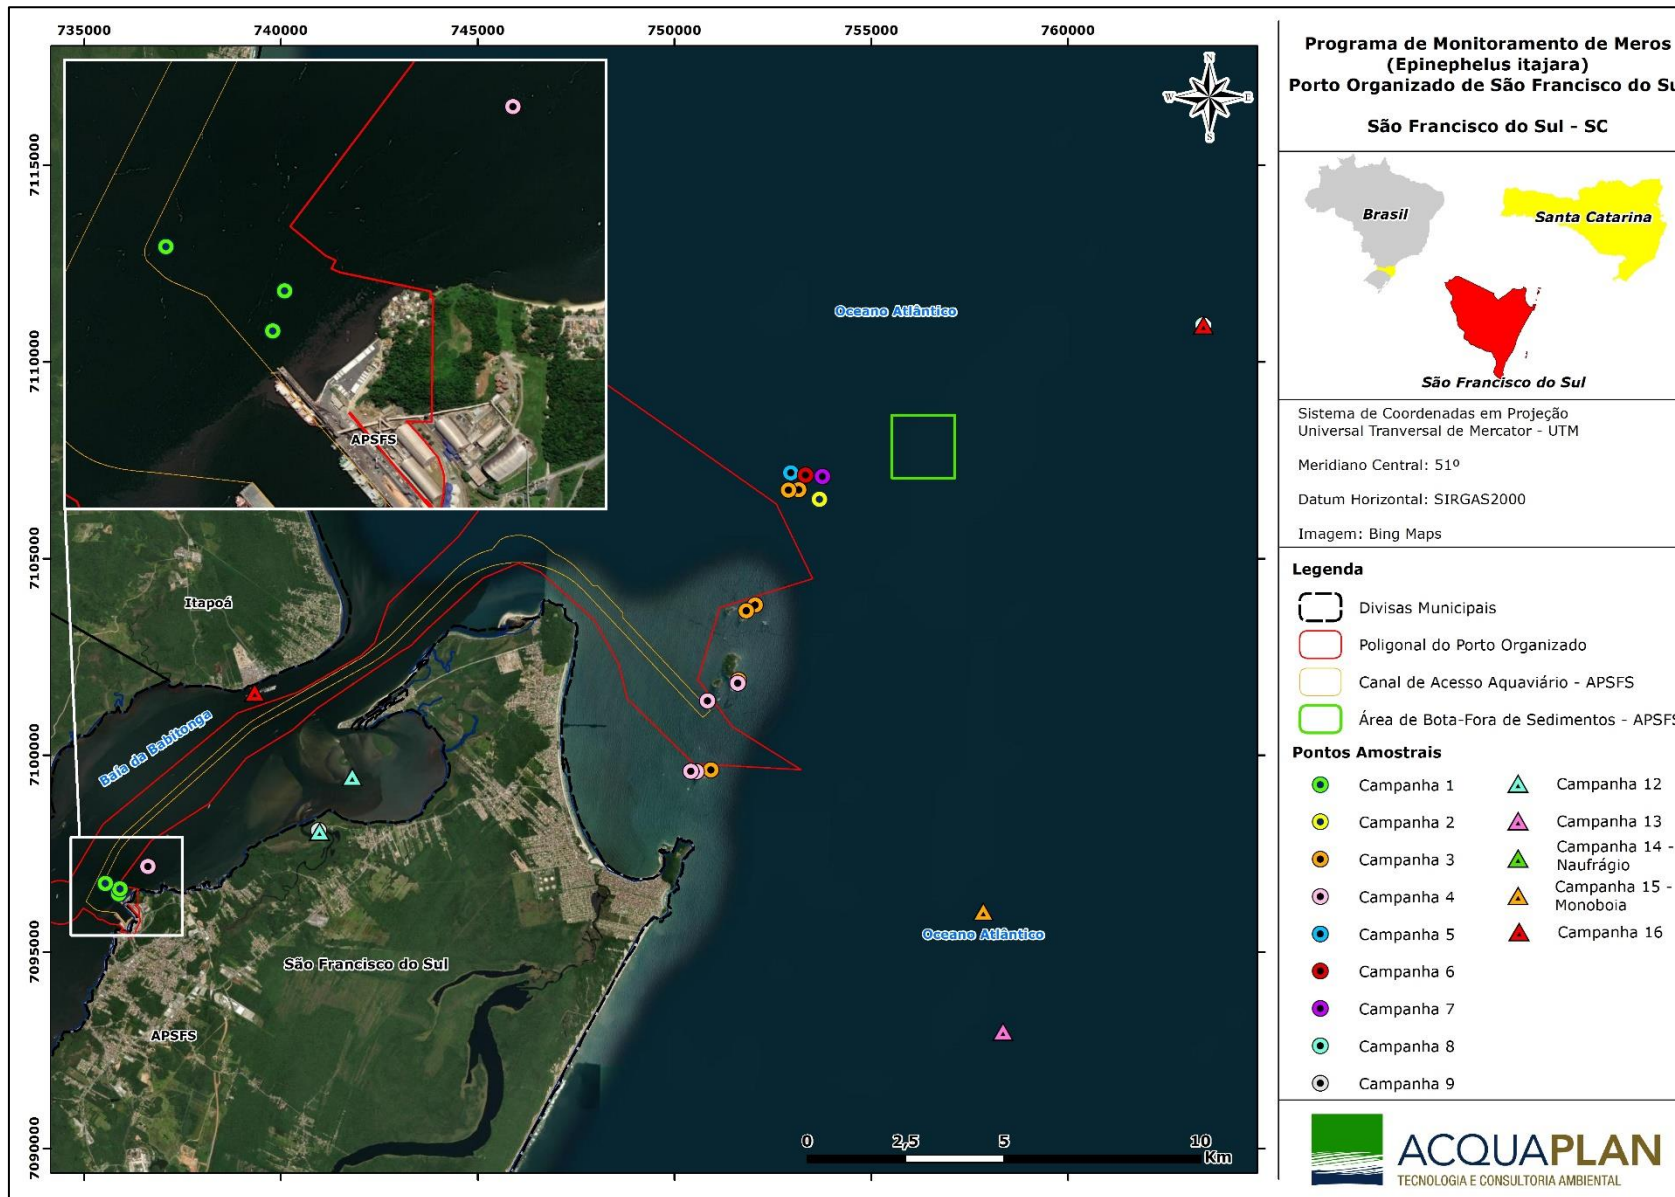 735000
740000
745000
750000
755000
760000
Programa de Monitoramento de Meros
(Epinephelus itajara)
Porto Organizado de São Francisco do Su
São Francisco do Sul - SC
N
W
E
S
7115000
7110000
7105000
7100000
7095000
7090000
Oceano Atlântico
APSFS
Itapoá
Baía da Babitonga
São Francisco do Sul
APSFS
Oceano Atlântico
0
2,5
5
10
Km
Brasil
Santa Catarina
São Francisco do Sul
Sistema de Coordenadas em Projeção
Universal Tranversal de Mercator - UTM
Meridiano Central: 51º
Datum Horizontal: SIRGAS2000
Imagem: Bing Maps
Legenda
Divisas Municipais
Poligonal do Porto Organizado
Canal de Acesso Aquaviário - APSFS
Área de Bota-Fora de Sedimentos - APSFS
Pontos Amostrais
Campanha 1
Campanha 2
Campanha 3
Campanha 4
Campanha 5
Campanha 6
Campanha 7
Campanha 8
Campanha 9
Campanha 12
Campanha 13
Campanha 14 -
Naufrágio
Campanha 15 -
Monoboia
Campanha 16
ACQUAPLAN
TECNOLOGIA E CONSULTORIA AMBIENTAL